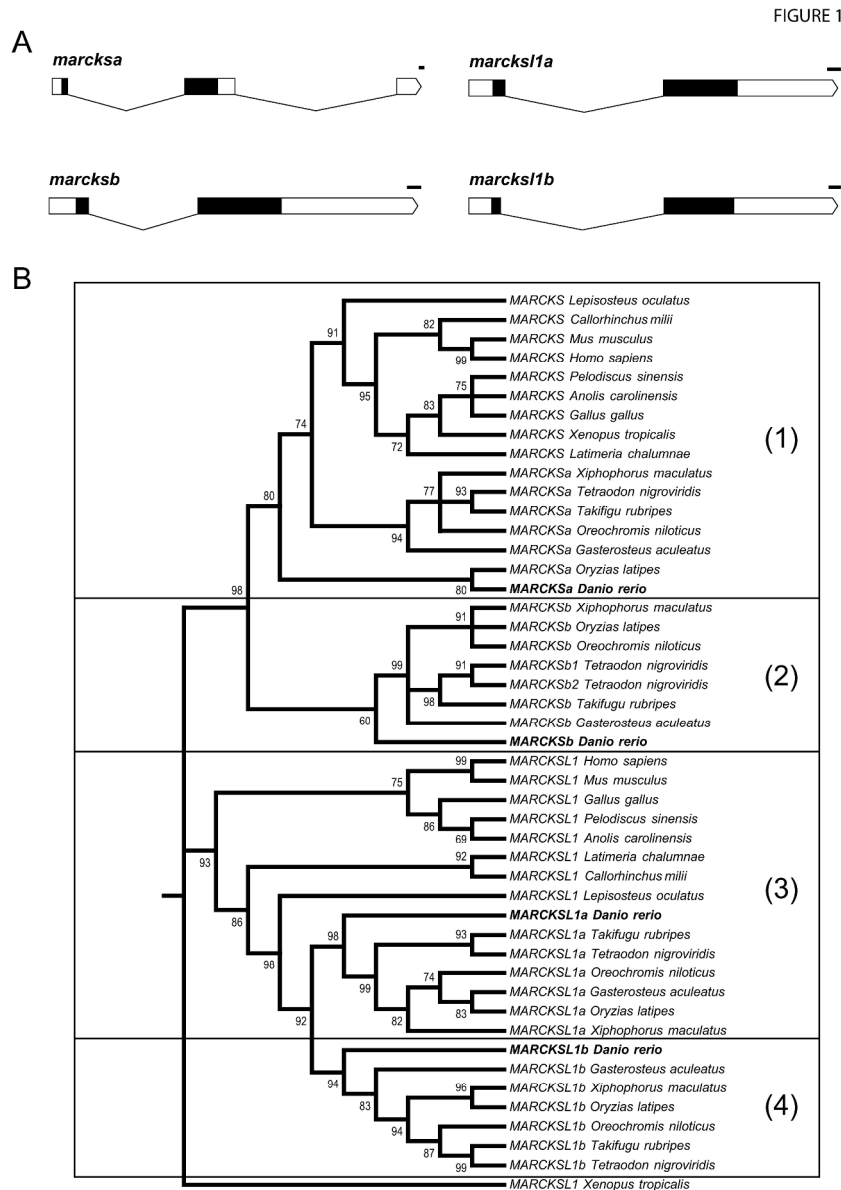 FIGURE 1
A
marcksa
marcksl1a
marcksb
marcksl1b
B
MARCKS Lepisosteus oculatus
91
82
MARCKS Callorhinchus milii
MARCKS Mus musculus
99
MARCKS Homo sapiens
95
MARCKS Pelodiscus sinensis
75
MARCKS Anolis carolinensis
83
MARCKS Gallus gallus
74
MARCKS Xenopus tropicalis
72
MARCKS Latimeria chalumnae
(1)
MARCKSa Xiphophorus maculatus
80
77
93
MARCKSa Tetraodon nigroviridis
MARCKSa Takifigu rubripes
MARCKSa Oreochromis niloticus
94
MARCKSa Gasterosteus aculeatus
MARCKSa Oryzias latipes
98
80
MARCKSa Danio rerio
MARCKSb Xiphophorus maculatus
91
MARCKSb Oryzias latipes
MARCKSb Oreochromis niloticus
99
91
MARCKSb1 Tetraodon nigroviridis
(2)
MARCKSb2 Tetraodon nigroviridis
98
MARCKSb Takifugu rubripes
60
MARCKSb Gasterosteus aculeatus
MARCKSb Danio rerio
99
MARCKSL1 Homo sapiens
75
MARCKSL1 Mus musculus
MARCKSL1 Gallus gallus
86
MARCKSL1 Pelodiscus sinensis
69
MARCKSL1 Anolis carolinensis
93
92
MARCKSL1 Latimeria chalumnae
MARCKSL1 Callorhinchus milii
(3)
86
MARCKSL1 Lepisosteus oculatus
MARCKSL1a Danio rerio
98
93
MARCKSL1a Takifugu rubripes
98
MARCKSL1a Tetraodon nigroviridis
99
74
MARCKSL1a Oreochromis niloticus
MARCKSL1a Gasterosteus aculeatus
83
MARCKSL1a Oryzias latipes
92
82
MARCKSL1a Xiphophorus maculatus
MARCKSL1b Danio rerio
94
MARCKSL1b Gasterosteus aculeatus
83
96
MARCKSL1b Xiphophorus maculatus
MARCKSL1b Oryzias latipes
(4)
94
MARCKSL1b Oreochromis niloticus
87
MARCKSL1b Takifugu rubripes
99
MARCKSL1b Tetraodon nigroviridis
MARCKSL1 Xenopus tropicalis